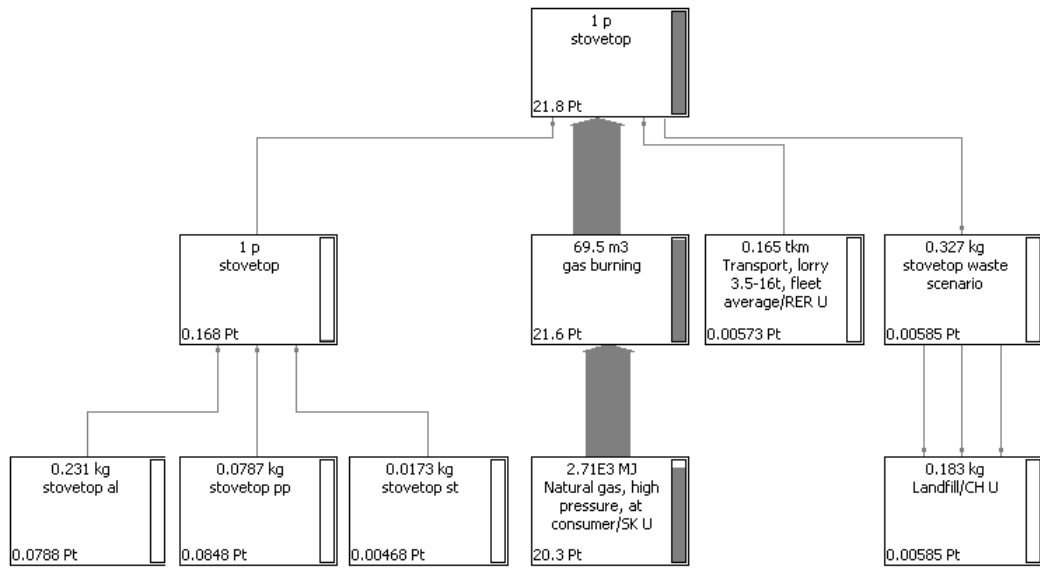 1 p
stovetop
21.8 Pt
1 p
stovetop
0.168 Pt
69.5 m3
gas burning
21.6 Pt
0.165 tkm
Transport, lorry
3.5-16t, fleet
average/RER U
0.00573 Pt
0.327 kg
stovetop waste
scenario
0.00585 Pt
0.231 kg
stovetop al
0.0788 Pt
0.0787 kg
stovetop pp
0.0848 Pt
0.0173 kg
stovetop st
0.00468 Pt
2.71E3 MJ
Natural gas, high
pressure, at
consumer/SK U
20.3 Pt
0.183 kg
Landfill/CH U
0.00585 Pt